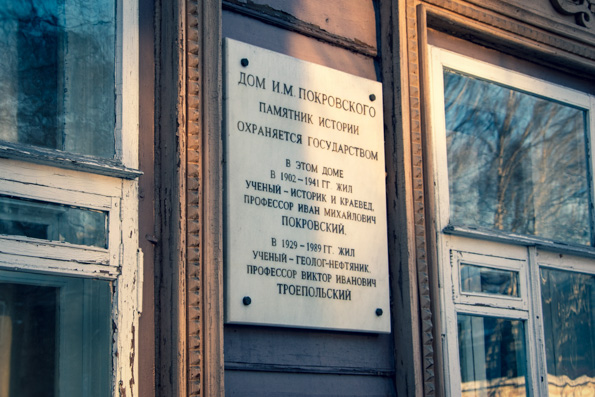 ДОМ И.М. ПОКРОВСКОГО
ПАМЯТНИК ИСТОРИИ
ОХРАНЯЕТСЯ ГОСУДАРСТВОМ
В ЭТОМ ДОМЕ
В 1902-1941 ГГ. ЖИЛ
УЧЕНЫЙ-ИСТОРИК И КРАЕВЕД,
ПРОФЕССОР ИВАН МИХАЙЛОВИЧ
ПОКРОВСКИЙ.
В 1929-1989 ГГ. ЖИЛ
УЧЕНЫЙ-ГЕОЛОГ-НЕФТЯНИК.
ПРОФЕССОР ВИКТОР ИВАНОВИЧ
ТРОЕПОЛЬСКИЙ